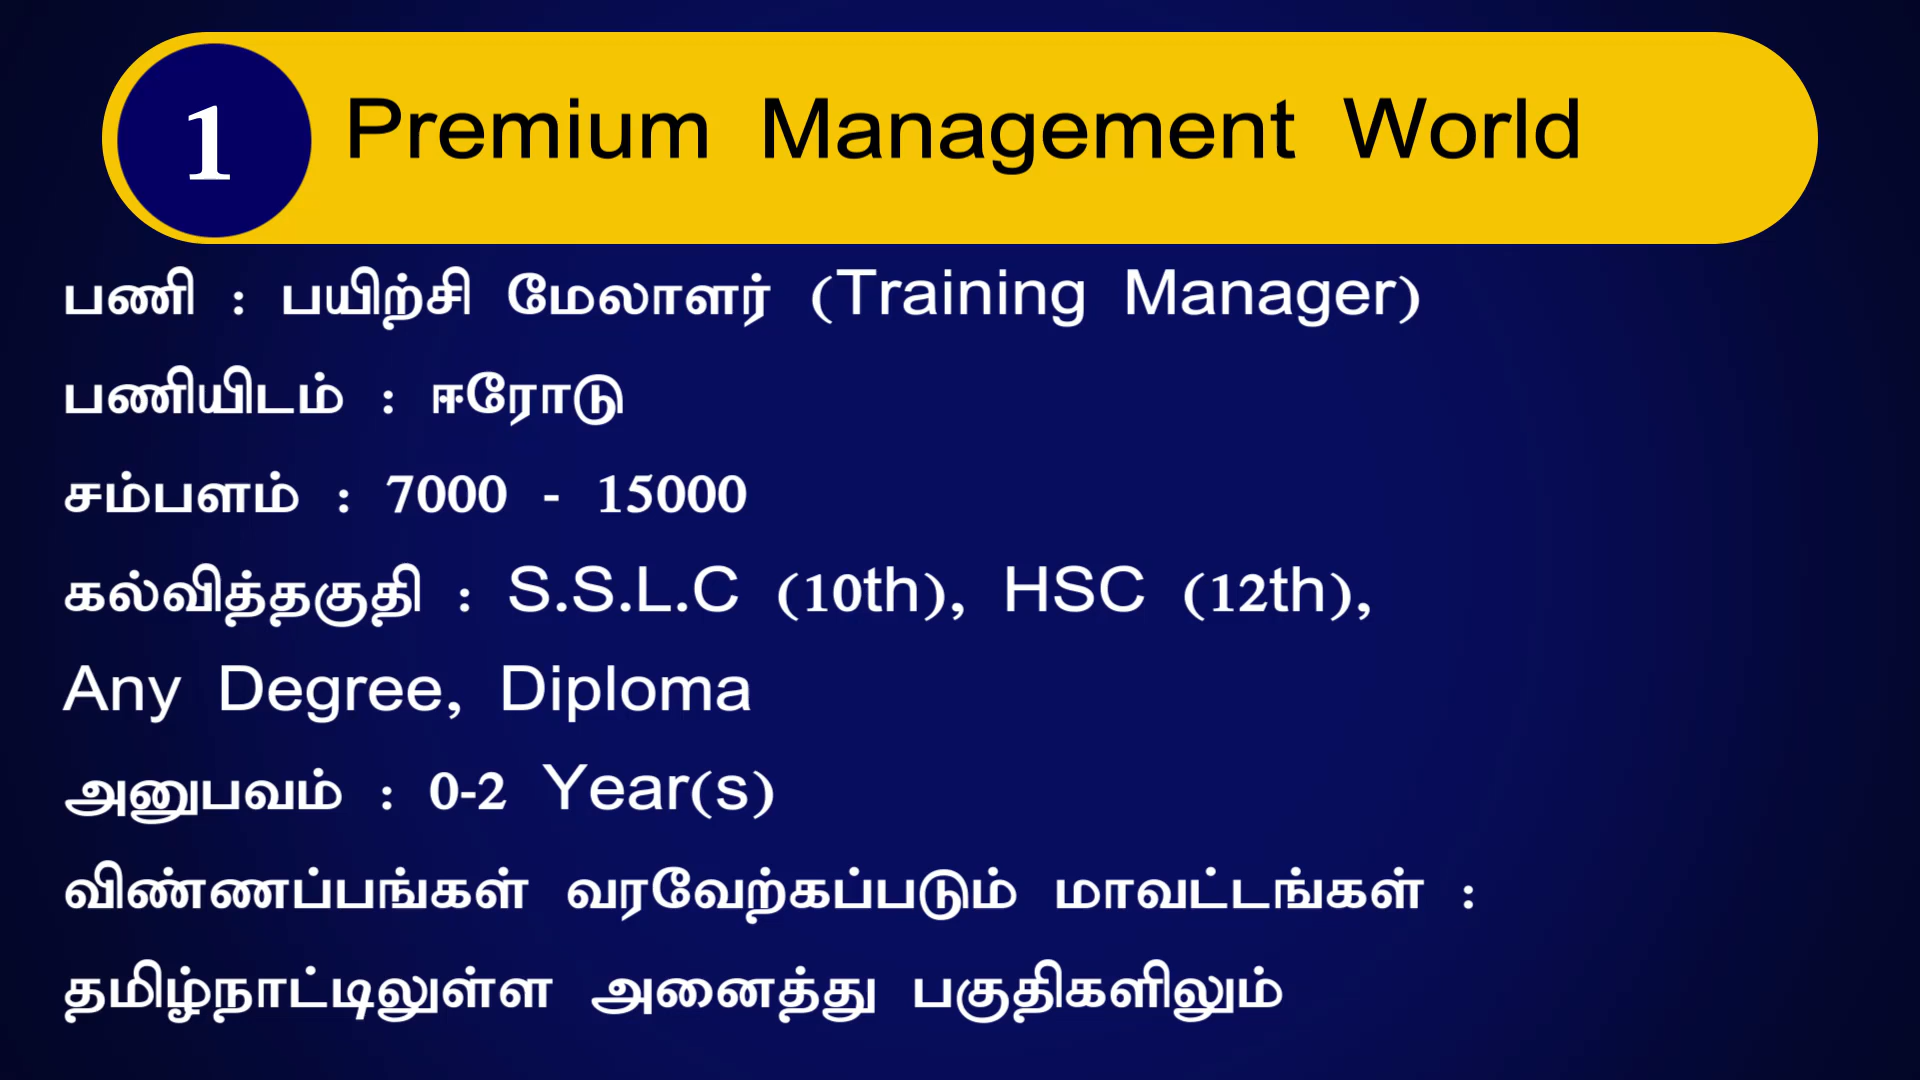 1
Premium Management World
பணி : பயிற்சி மேலாளர் (Training Manager)
பணியிடம் : ஈரோடு
சம்பளம் : 7000 - 15000
கல்வித்தகுதி : S.S.L.C (10th), HSC (12th),
Any Degree, Diploma
அனுபவம் : 0-2 Year(s)
விண்ணப்பங்கள் வரவேற்கப்படும் மாவட்டங்கள் :
தமிழ்நாட்டிலுள்ள அனைத்து பகுதிகளிலும்